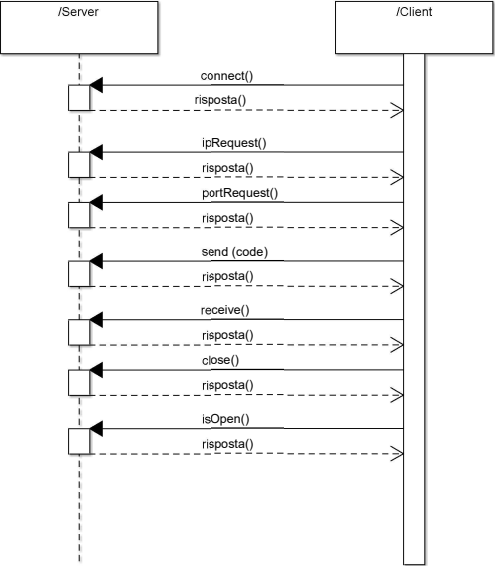 /Server
/Client
connect()
risposta()
ipRequest()
risposta()
portRequest()
risposta()
send (code)
risposta()
receive()
risposta()
close()
risposta()
isOpen()
risposta()